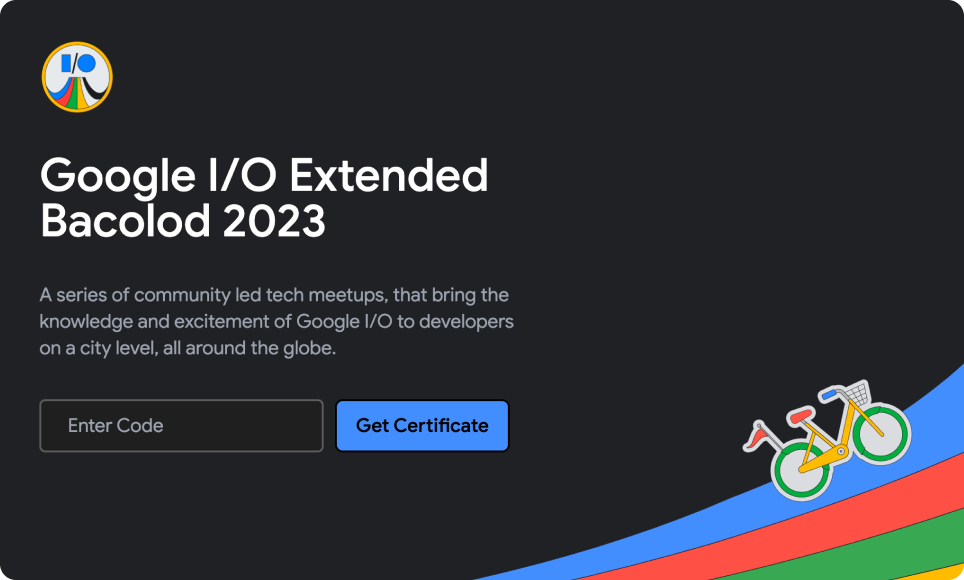 I/O
Google I/O Extended
Bacolod 2023
A series of community led tech meetups, that bring the
knowledge and excitement of Google I/O to developers
on a city level, all around the globe.
Enter Code
Get Certificate